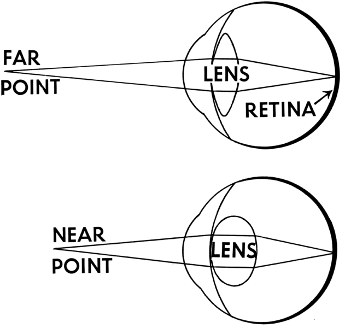 FAR
POINT
LENS
RETINA
NEAR
POINT
LENS